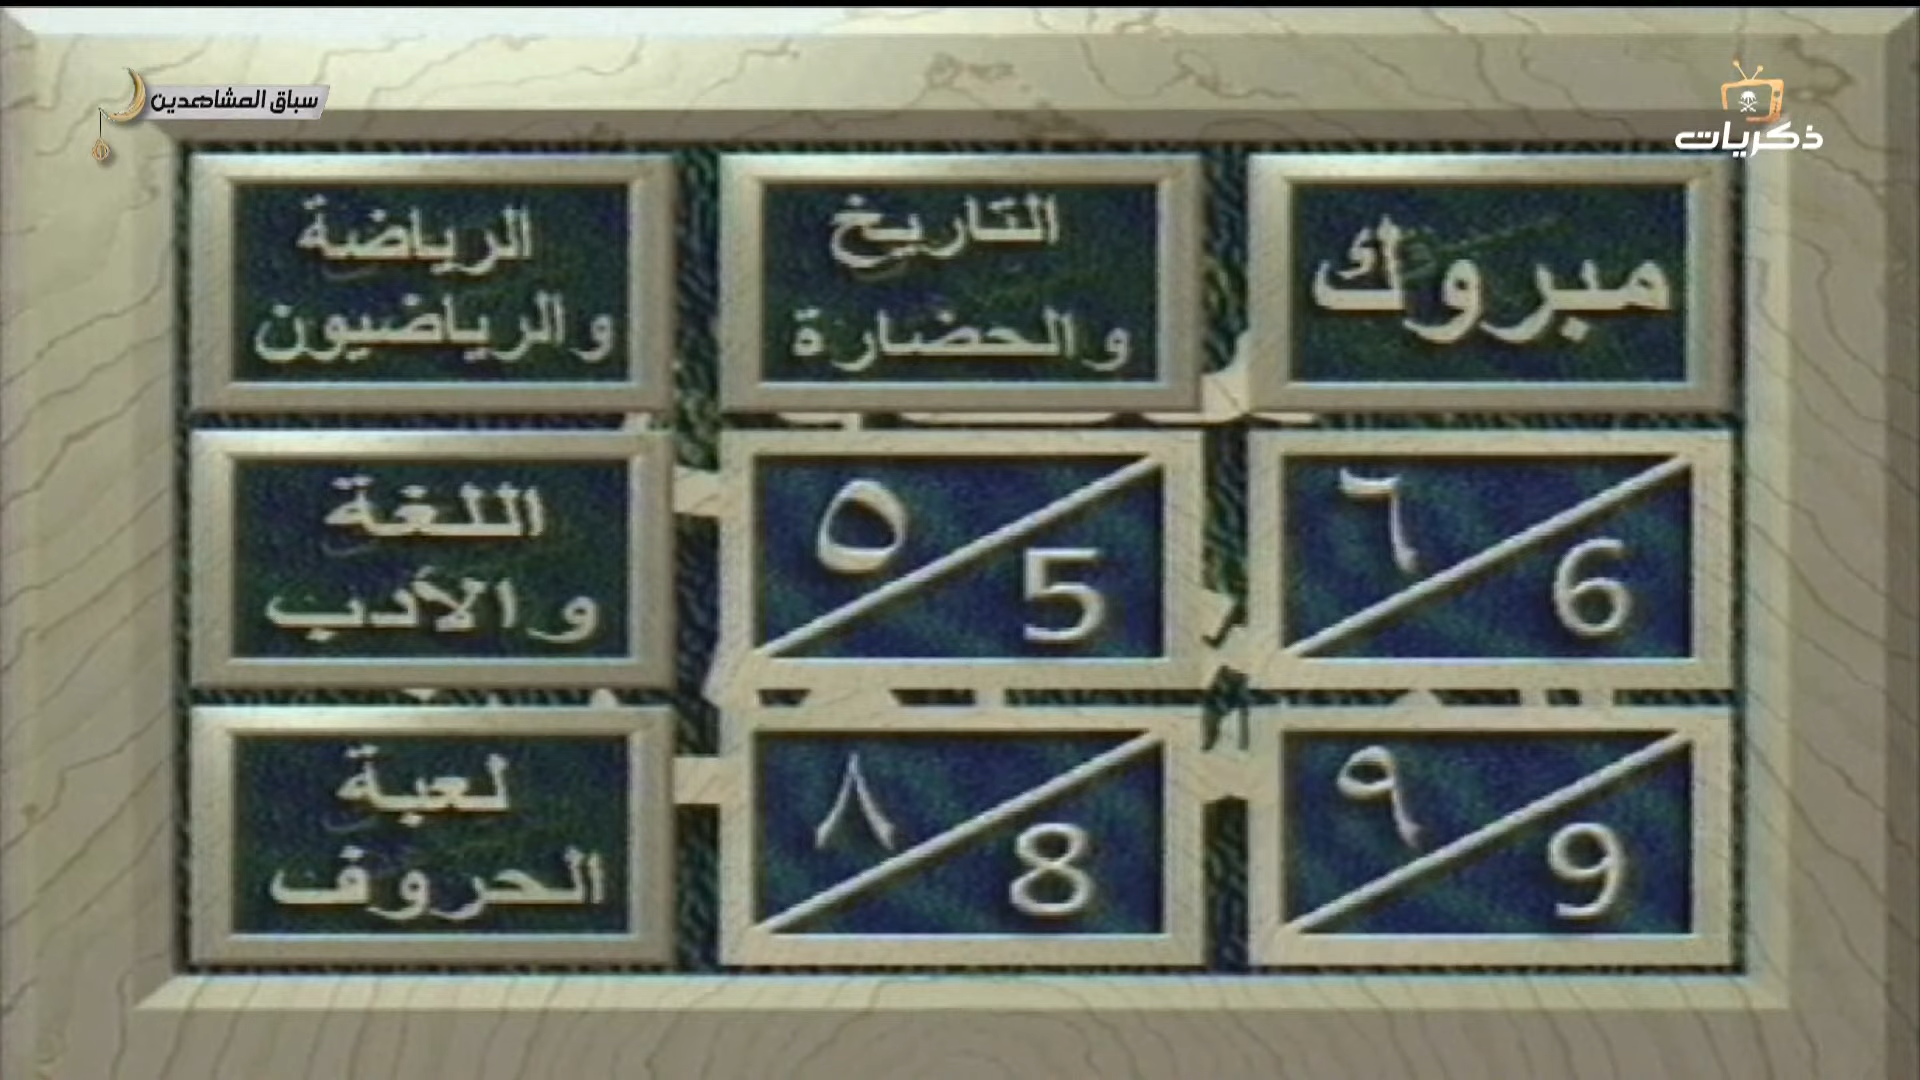 سباق المشاهدين
ذكريات
مبروك
التاريخ
والحضارة
الرياضة
والرياضيون
٦
6
٥
5
اللغة
والأدب
٩
9
٨
8
لعبة
الحروف